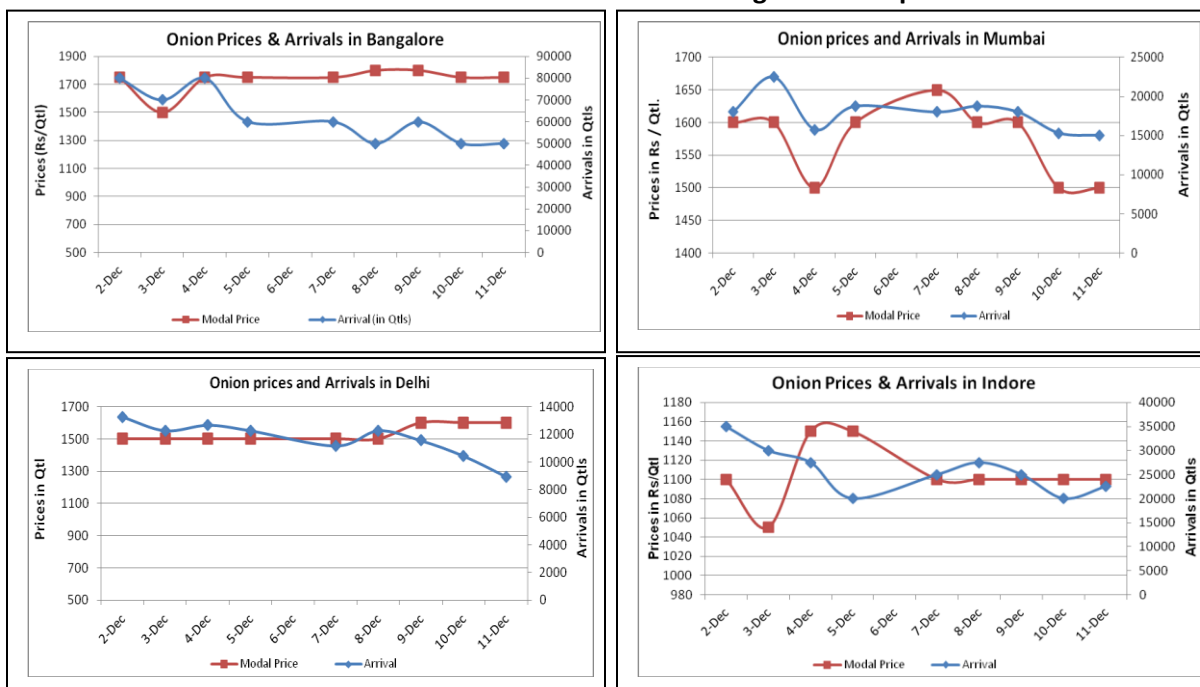 Onion Prices & Arrivals in Bangalore
Prices (Rs/Qtl)
1900
1700
1500
1300
1100
900
700
500
90000
80000
70000
60000
50000
40000
30000
20000
10000
0
Arrivals in Qtls
2-Dec
3-Dec
4-Dec
5-Dec
7-Dec
8-Dec
9-Dec
10-Dec
11-Dec
Modal Price
Arrival (in Qtls)
Onion prices and Arrivals in Mumbai
Prices in Rs / Qtl.
1700
1650
1600
1550
1500
1450
1400
25000
20000
15000
10000
5000
0
Arrivals in Qtls
2-Dec
3-Dec
4-Dec
5-Dec
7-Dec
8-Dec
9-Dec
10-Dec
11-Dec
Modal Price
Arrival
Onion prices and Arrivals in Delhi
Prices in Qtl
1700
1500
1300
1100
900
700
500
14000
12000
10000
8000
6000
4000
2000
0
Arrivals in Qtls
2-Dec
3-Dec
4-Dec
5-Dec
7-Dec
8-Dec
9-Dec
10-Dec
11-Dec
Modal Price
Arrival
Onion Prices & Arrivals in Indore
Prices in Rs/Qtl
1180
1160
1140
1120
1100
1080
1060
1040
1020
1000
980
40000
35000
30000
25000
20000
15000
10000
5000
0
Arrivals in Qtls
2-Dec
3-Dec
4-Dec
5-Dec
7-Dec
8-Dec
9-Dec
10-Dec
11-Dec
Modal Price
Arrival